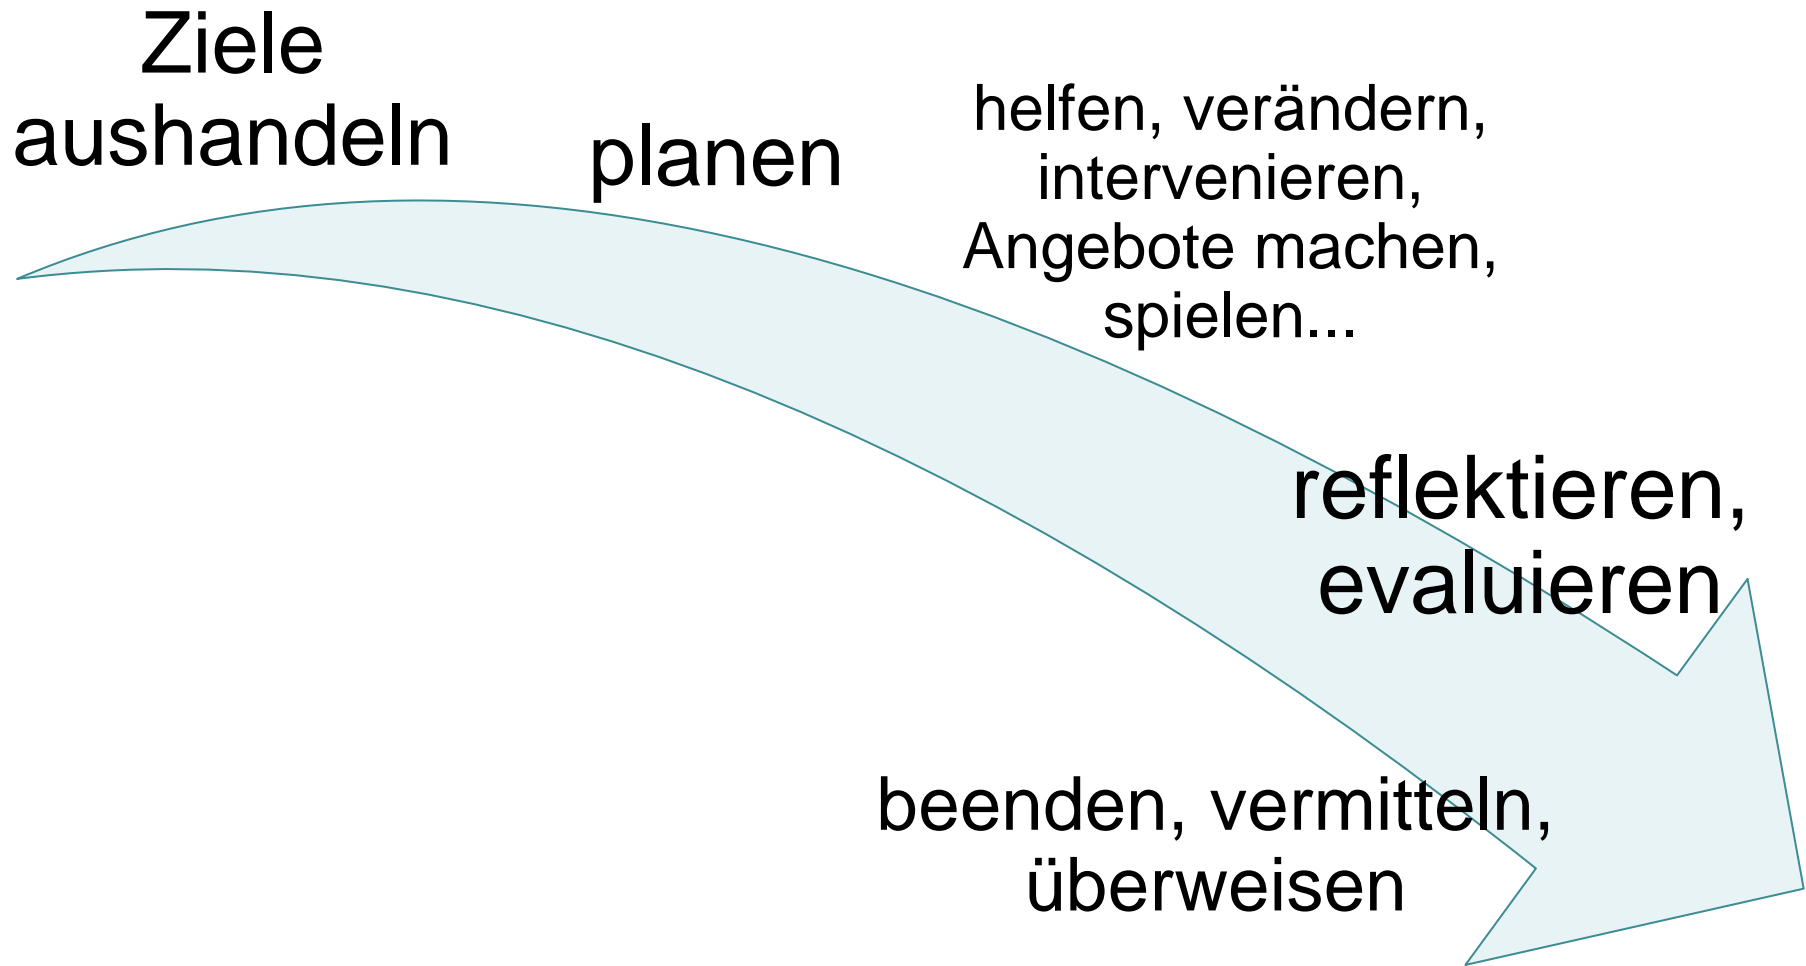 Ziele
aushandeln
planen
helfen, verändern,
intervenieren,
Angebote machen,
spielen...
reflektieren,
evaluieren
beenden, vermitteln,
überweisen